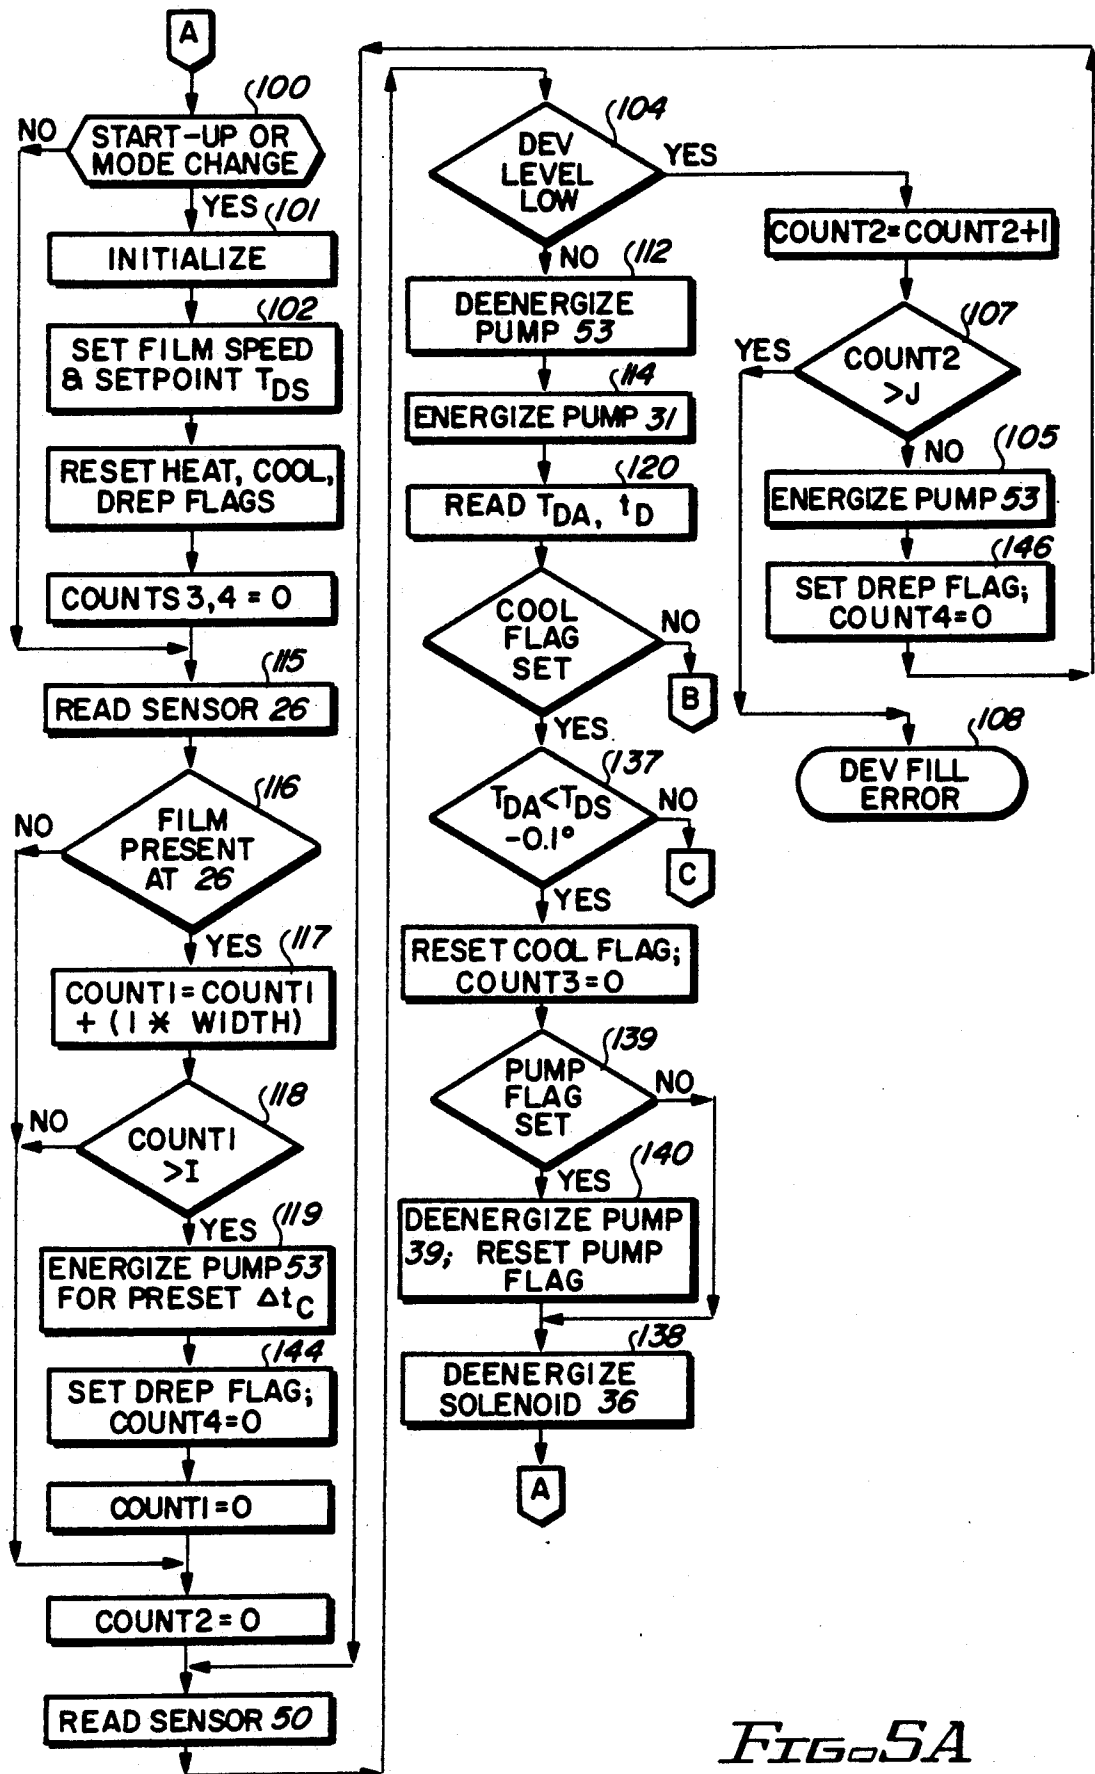 A
100
START-UP OR
MODE CHANGE
NO
YES
101
INITIALIZE
102
SET FILM SPEED
& SETPOINT TDS
RESET HEAT, COOL,
DREP FLAGS
COUNTS 3,4 = 0
115
READ SENSOR 26
116
FILM
PRESENT
AT 26
NO
YES
117
COUNT1=COUNT1
+ (1 * WIDTH)
118
COUNT1
>I
NO
YES
119
ENERGIZE PUMP 53
FOR PRESET ΔtC
144
SET DREP FLAG;
COUNT4=0
COUNT1=0
COUNT2=0
READ SENSOR 50
104
DEV
LEVEL
LOW
YES
NO
112
DEENERGIZE
PUMP 53
114
ENERGIZE PUMP 31
120
READ TDA, tD
COOL
FLAG
SET
NO
B
YES
137
TDA<TDS
-0.1°
NO
C
YES
RESET COOL FLAG;
COUNT3=0
139
PUMP
FLAG
SET
NO
YES
140
DEENERGIZE PUMP
39; RESET PUMP
FLAG
138
DEENERGIZE
SOLENOID 36
A
COUNT2=COUNT2+1
107
COUNT2
>J
YES
NO
105
ENERGIZE PUMP 53
146
SET DREP FLAG;
COUNT4=0
108
DEV FILL
ERROR
FIG. 5A